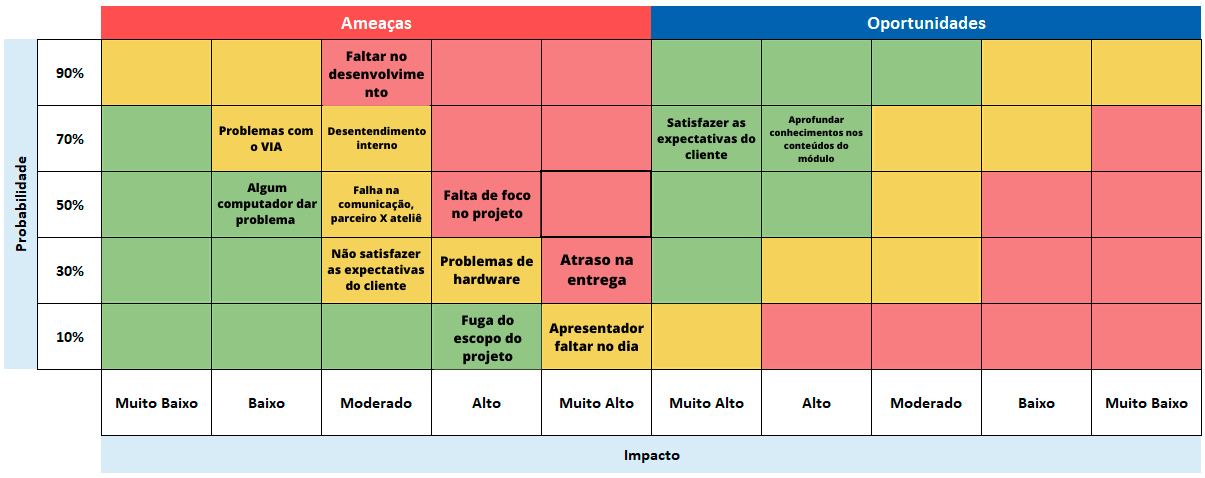 Ameaças
Oportunidades
Probabilidade
90%
Faltar no
desenvolvime
nto
70%
Problemas com
o VIA
Desentendimento
interno
Satisfazer as
expectativas do
cliente
Aprofundar
conhecimentos nos
conteúdos do
módulo
50%
Algum
computador dar
problema
Falha na
comunicação,
parceiro X ateliê
Falta de foco
no projeto
30%
Não satisfazer
as expectativas
do cliente
Problemas de
hardware
Atraso na
entrega
10%
Fuga do
escopo do
projeto
Apresentador
faltar no dia
Muito Baixo
Baixo
Moderado
Alto
Muito Alto
Muito Alto
Alto
Moderado
Baixo
Muito Baixo
Impacto